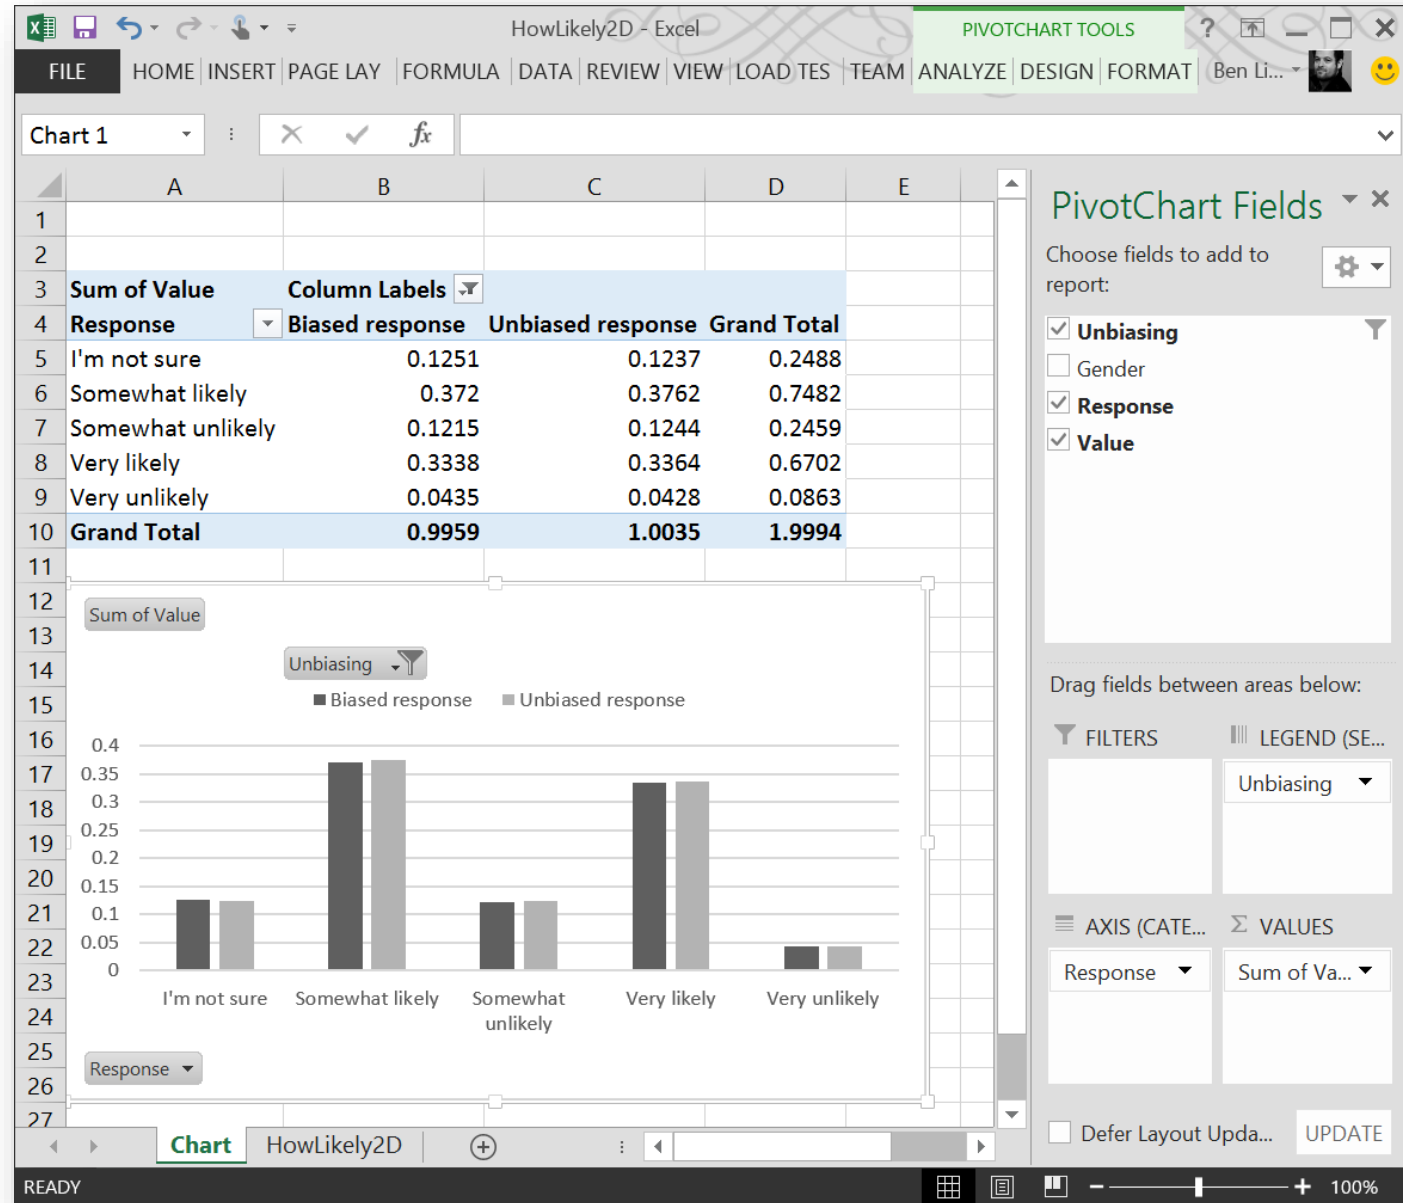 HowLikely2D - Excel
PIVOTCHART TOOLS
?
FILE HOME INSERT PAGE LAY FORMULA DATA REVIEW VIEW LOAD TES TEAM ANALYZE DESIGN FORMAT Ben Li...
Chart 1
fx
A B C D E
1
2
3 Sum of Value Column Labels
4 Response Biased response Unbiased response Grand Total
5 I'm not sure 0.1251 0.1237 0.2488
6 Somewhat likely 0.372 0.3762 0.7482
7 Somewhat unlikely 0.1215 0.1244 0.2459
8 Very likely 0.3338 0.3364 0.6702
9 Very unlikely 0.0435 0.0428 0.0863
10 Grand Total 0.9959 1.0035 1.9994
11
12
13
14
15
16
17
18
19
20
21
22
23
24
25
26
27
Sum of Value
Unbiasing
Biased response Unbiased response
0.4
0.35
0.3
0.25
0.2
0.15
0.1
0.05
0
I'm not sure Somewhat likely Somewhat unlikely Very likely Very unlikely
Response
PivotChart Fields
Choose fields to add to
report:
Unbiasing
Gender
Response
Value
Drag fields between areas below:
FILTERS LEGEND (SE...
Unbiasing
AXIS (CATE... Σ VALUES
Response Sum of Va...
Defer Layout Upda... UPDATE
Chart HowLikely2D
READY 100%